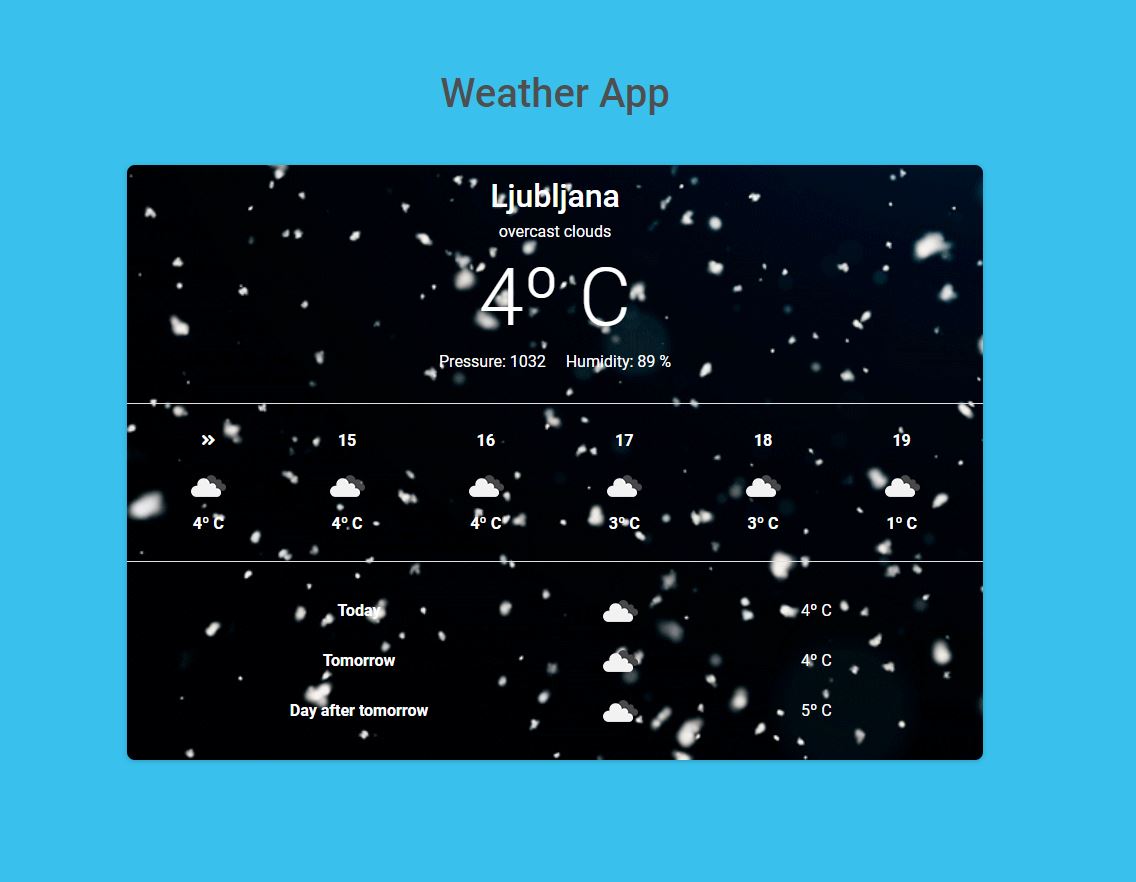 Weather App
Ljubljana
overcast clouds
4º C
Pressure: 1032 Humidity: 89 %
» 15 16 17 18 19
4º C 4º C 4º C 3º C 3º C 1º C
Today 4º C
Tomorrow 4º C
Day after tomorrow 5º C